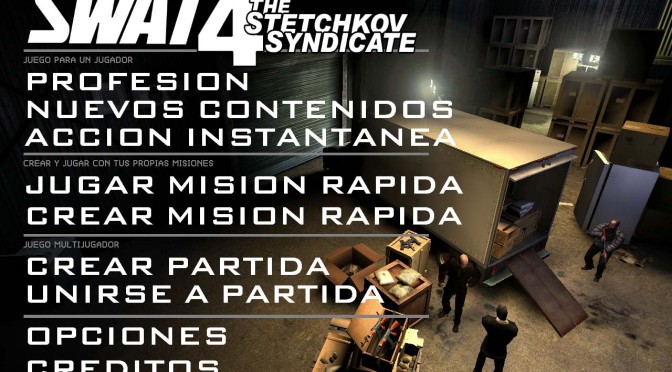 SWAT 4
THE
STETCHKOV
SYNDICATE
JUEGO PARA UN JUGADOR
PROFESION
NUEVOS CONTENIDOS
ACCION INSTANTANEA
CREAR Y JUGAR CON TUS PROPIAS MISIONES
JUGAR MISION RAPIDA
CREAR MISION RAPIDA
JUEGO MULTIJUGADOR
CREAR PARTIDA
UNIRSE A PARTIDA
OPCIONES
CREDITOS